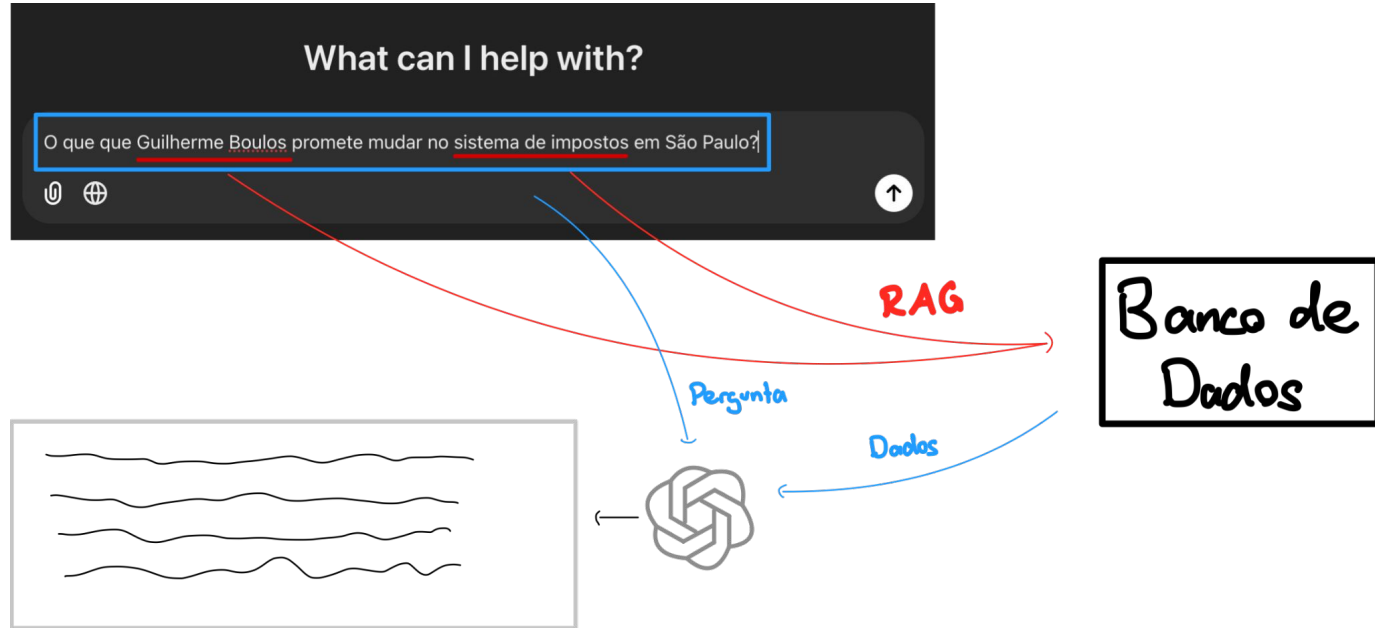 What can I help with?
O que que Guilherme Boulos promete mudar no sistema de impostos em São Paulo?
RAG
Banco de
Dados
Pergunta
Dados